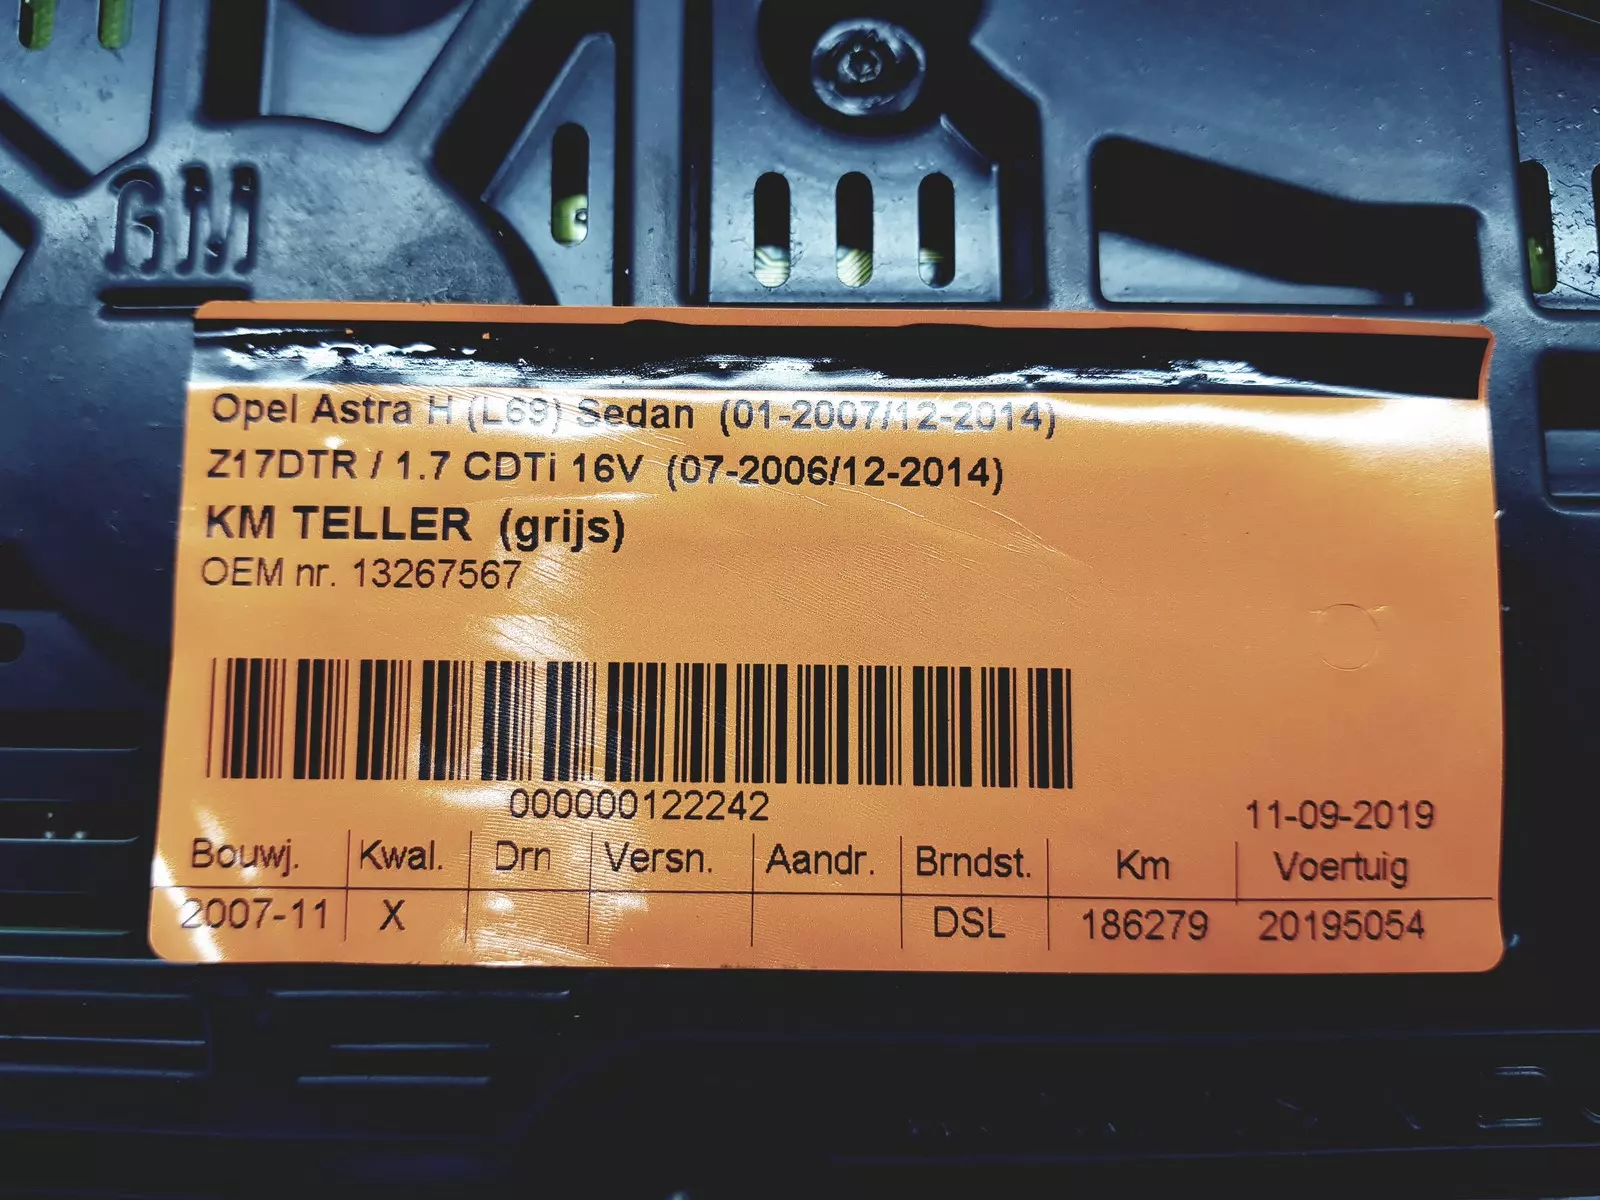 GM
Opel Astra H (L69) Sedan (01-2007/12-2014)
Z17DTR / 1.7 CDTi 16V (07-2006/12-2014)
KM TELLER (grijs)
OEM nr. 13267567
000000122242
11-09-2019
Bouwj. Kwal. Drn Versn. Aandr. Brndst. Km Voertuig
2007-11 X DSL 186279 20195054